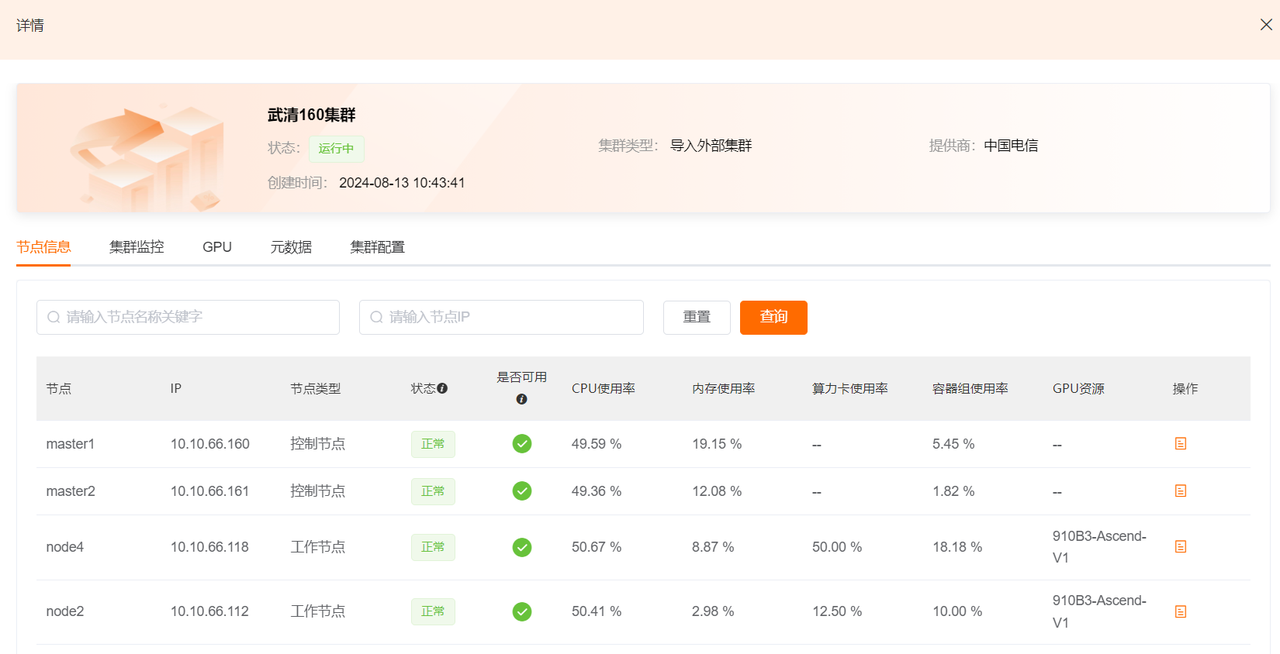 详情
武清160集群
状态： 运行中 集群类型： 导入外部集群 提供商： 中国电信
创建时间： 2024-08-13 10:43:41
节点信息 集群监控 GPU 元数据 集群配置
请输入节点名称关键字 请输入节点IP 重置 查询
节点 IP 节点类型 状态 是否可用 CPU使用率 内存使用率 算力卡使用率 容器组使用率 GPU资源 操作
master1 10.10.66.160 控制节点 正常 49.59 % 19.15 % -- 5.45 % --
master2 10.10.66.161 控制节点 正常 49.36 % 12.08 % -- 1.82 % --
node4 10.10.66.118 工作节点 正常 50.67 % 8.87 % 50.00 % 18.18 % 910B3-Ascend-
V1
node2 10.10.66.112 工作节点 正常 50.41 % 2.98 % 12.50 % 10.00 % 910B3-Ascend-
V1